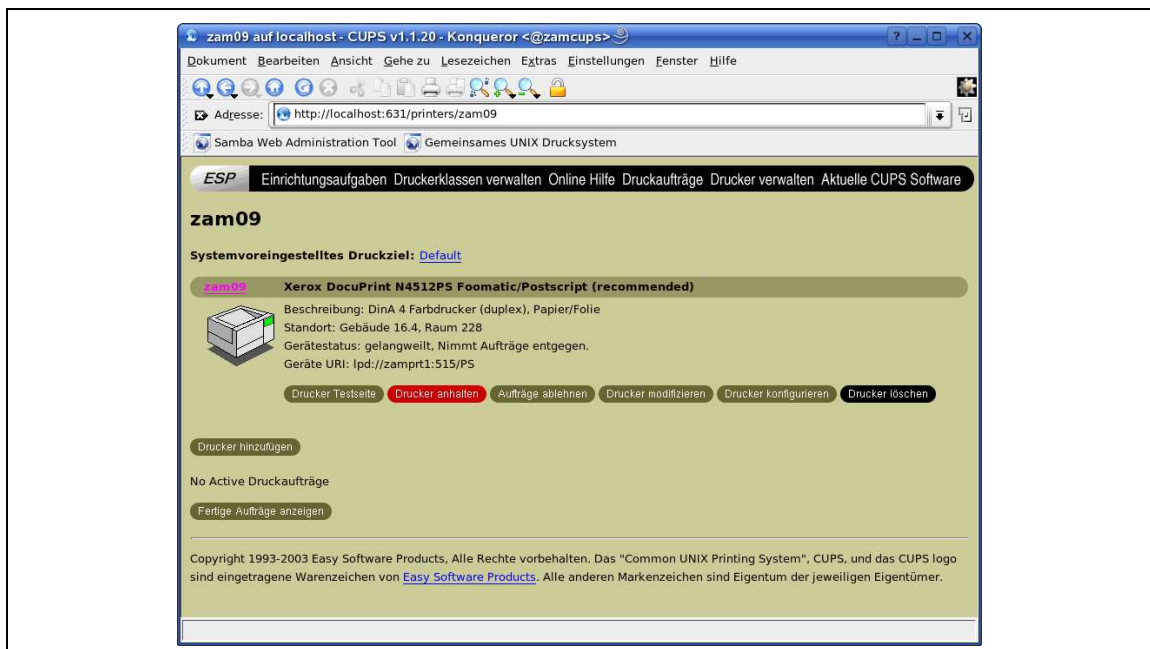 zam09 auf localhost - CUPS v1.1.20 - Konqueror <@zamcups>
Dokument Bearbeiten Ansicht Gehe zu Lesezeichen Extras Einstellungen Fenster Hilfe
Adresse: http://localhost:631/printers/zam09
Samba Web Administration Tool Gemeinsames UNIX Drucksystem
ESP Einrichtungsaufgaben Druckerklassen verwalten Online Hilfe Druckaufträge Drucker verwalten Aktuelle CUPS Software
zam09
Systemvoreingestelltes Druckziel: Default
zam09 Xerox DocuPrint N4512PS Foomatic/Postscript (recommended)
Beschreibung: DinA 4 Farbdrucker (duplex), Papier/Folie
Standort: Gebäude 16.4, Raum 228
Gerätestatus: gelangweilt, Nimmt Aufträge entgegen.
Geräte URI: lpd://zamprt1:515/PS
Drucker Testseite Drucker anhalten Aufträge ablehnen Drucker modifizieren Drucker konfigurieren Drucker löschen
Drucker hinzufügen
No Active Druckaufträge
Fertige Aufträge anzeigen
Copyright 1993-2003 Easy Software Products, Alle Rechte vorbehalten. Das "Common UNIX Printing System", CUPS, und das CUPS logo
sind eingetragene Warenzeichen von Easy Software Products. Alle anderen Markenzeichen sind Eigentum der jeweiligen Eigentümer.